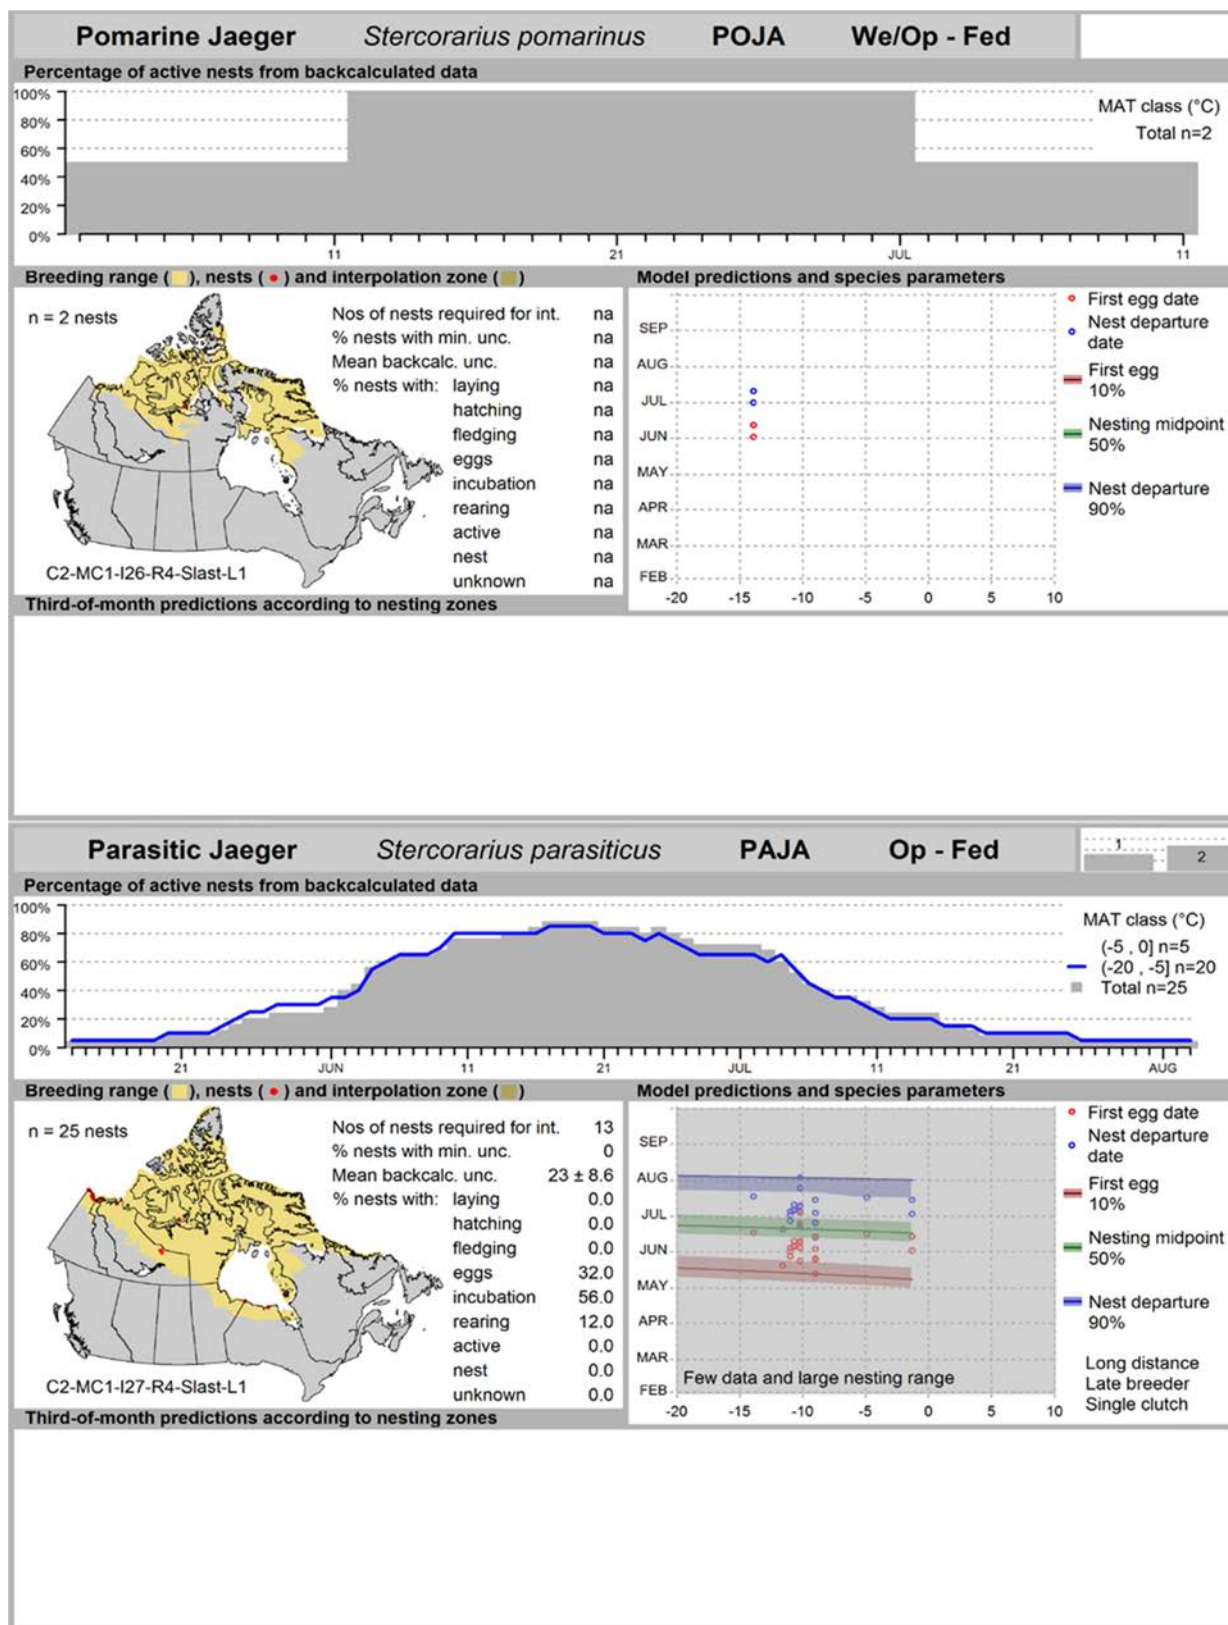 Pomarine Jaeger Stercorarius pomarinus POJA We/Op - Fed
Percentage of active nests from backcalculated data
100%
80%
60%
40%
20%
0%
MAT class (°C)
Total n=2
11 21 JUL 11
Breeding range ( ), nests ( ) and interpolation zone ( )
n = 2 nests
Nos of nests required for int. na
% nests with min. unc. na
Mean backcalc. unc. na
% nests with: laying na
hatching na
fledging na
eggs na
incubation na
rearing na
active na
nest na
unknown na
C2-MC1-I26-R4-Slast-L1
Model predictions and species parameters
SEP
AUG
JUL
JUN
MAY
APR
MAR
FEB
-20 -15 -10 -5 0 5 10
First egg date
Nest departure
date
First egg
10%
Nesting midpoint
50%
Nest departure
90%
Third-of-month predictions according to nesting zones
Parasitic Jaeger Stercorarius parasiticus PAJA Op - Fed
1 2
Percentage of active nests from backcalculated data
100%
80%
60%
40%
20%
0%
MAT class (°C)
(-5 , 0] n=5
(-20 , -5] n=20
Total n=25
21 JUN 11 21 JUL 11 21 AUG
Breeding range ( ), nests ( ) and interpolation zone ( )
n = 25 nests
Nos of nests required for int. 13
% nests with min. unc. 0
Mean backcalc. unc. 23 ± 8.6
% nests with: laying 0.0
hatching 0.0
fledging 0.0
eggs 32.0
incubation 56.0
rearing 12.0
active 0.0
nest 0.0
unknown 0.0
C2-MC1-I27-R4-Slast-L1
Model predictions and species parameters
SEP
AUG
JUL
JUN
MAY
APR
MAR
FEB
Few data and large nesting range
-20 -15 -10 -5 0 5 10
First egg date
Nest departure
date
First egg
10%
Nesting midpoint
50%
Nest departure
90%
Long distance
Late breeder
Single clutch
Third-of-month predictions according to nesting zones